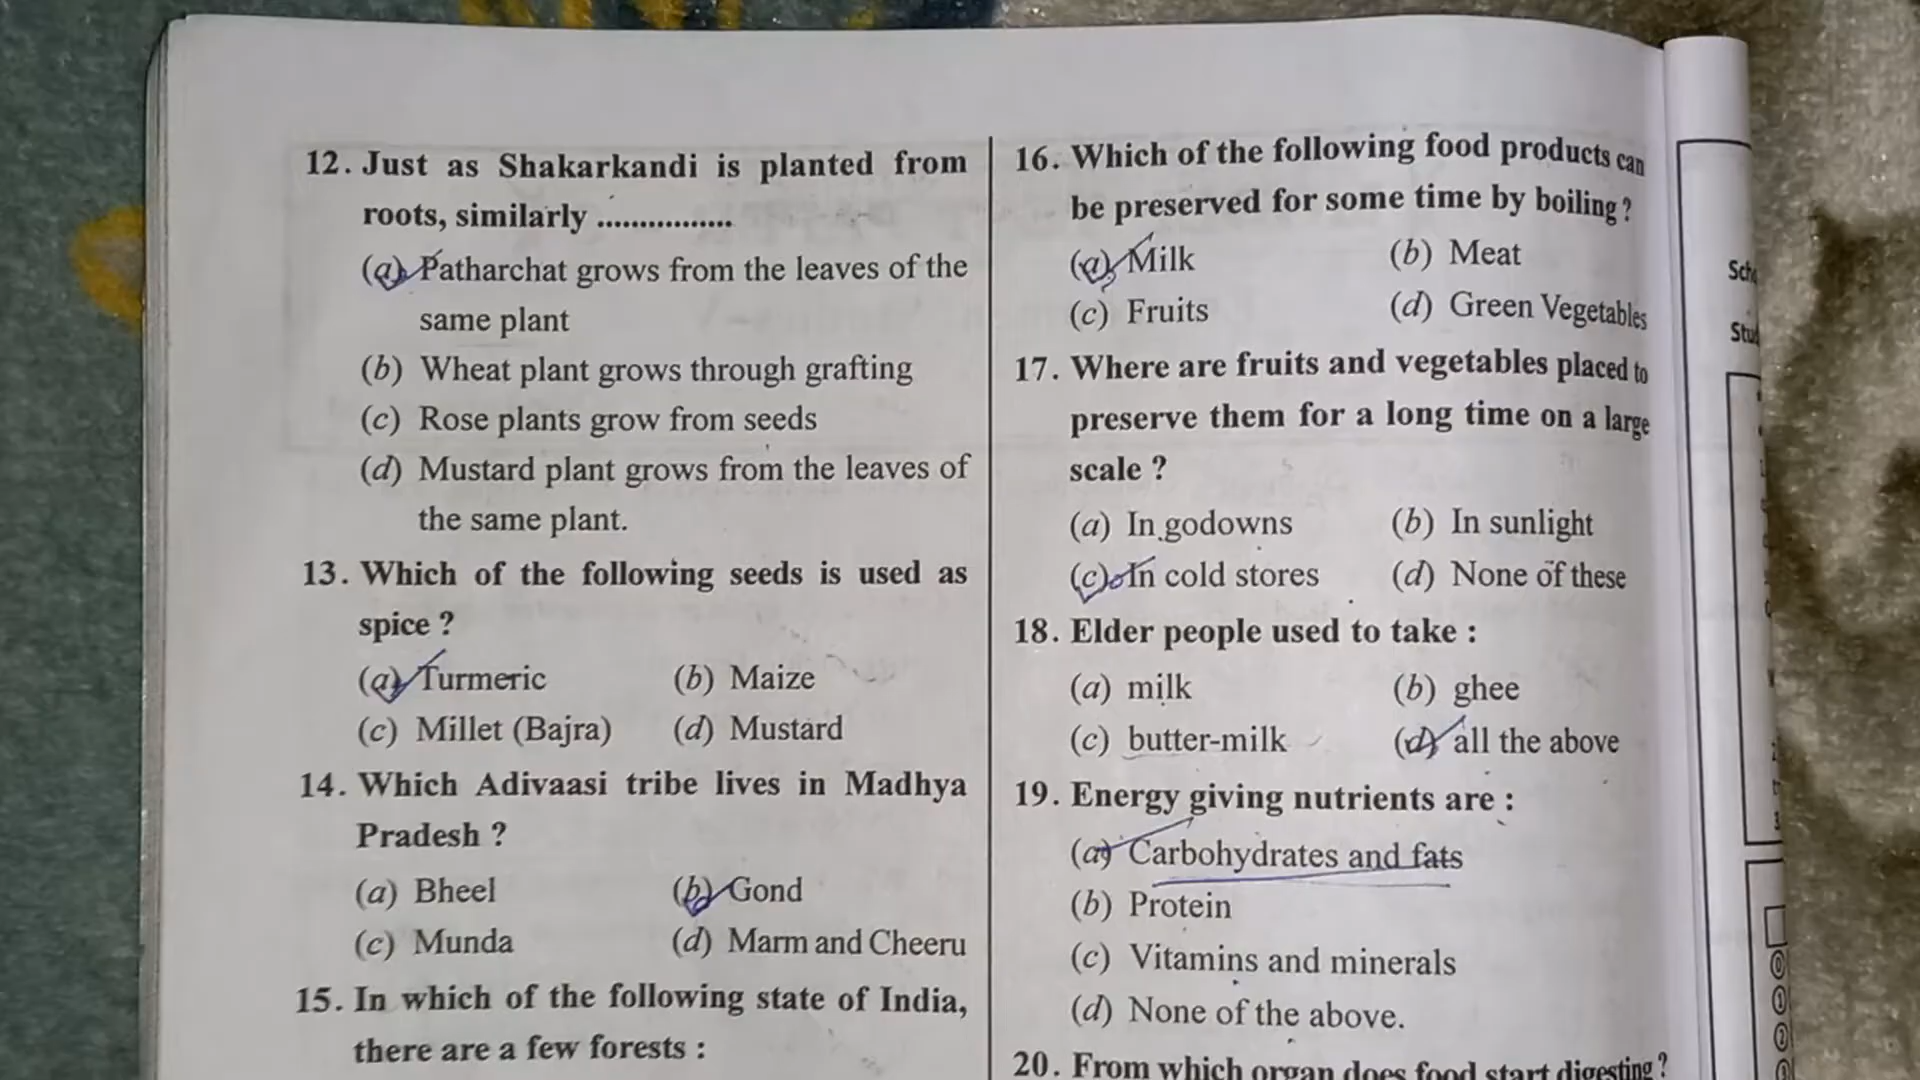 12. Just as Shakarkandi is planted from
roots, similarly ................
(a) Patharchat grows from the leaves of the
same plant
(b) Wheat plant grows through grafting
(c) Rose plants grow from seeds
(d) Mustard plant grows from the leaves of
the same plant.
13. Which of the following seeds is used as
spice ?
(a) Turmeric (b) Maize
(c) Millet (Bajra) (d) Mustard
14. Which Adivaasi tribe lives in Madhya
Pradesh ?
(a) Bheel (b) Gond
(c) Munda (d) Marm and Cheeru
15. In which of the following state of India,
there are a few forests :
16. Which of the following food products can
be preserved for some time by boiling ?
(a) Milk (b) Meat
(c) Fruits (d) Green Vegetables
17. Where are fruits and vegetables placed to
preserve them for a long time on a large
scale ?
(a) In godowns (b) In sunlight
(c) In cold stores (d) None of these
18. Elder people used to take :
(a) milk (b) ghee
(c) butter-milk (d) all the above
19. Energy giving nutrients are :
(a) Carbohydrates and fats
(b) Protein
(c) Vitamins and minerals
(d) None of the above.
20. From which organ does food start digesting ?